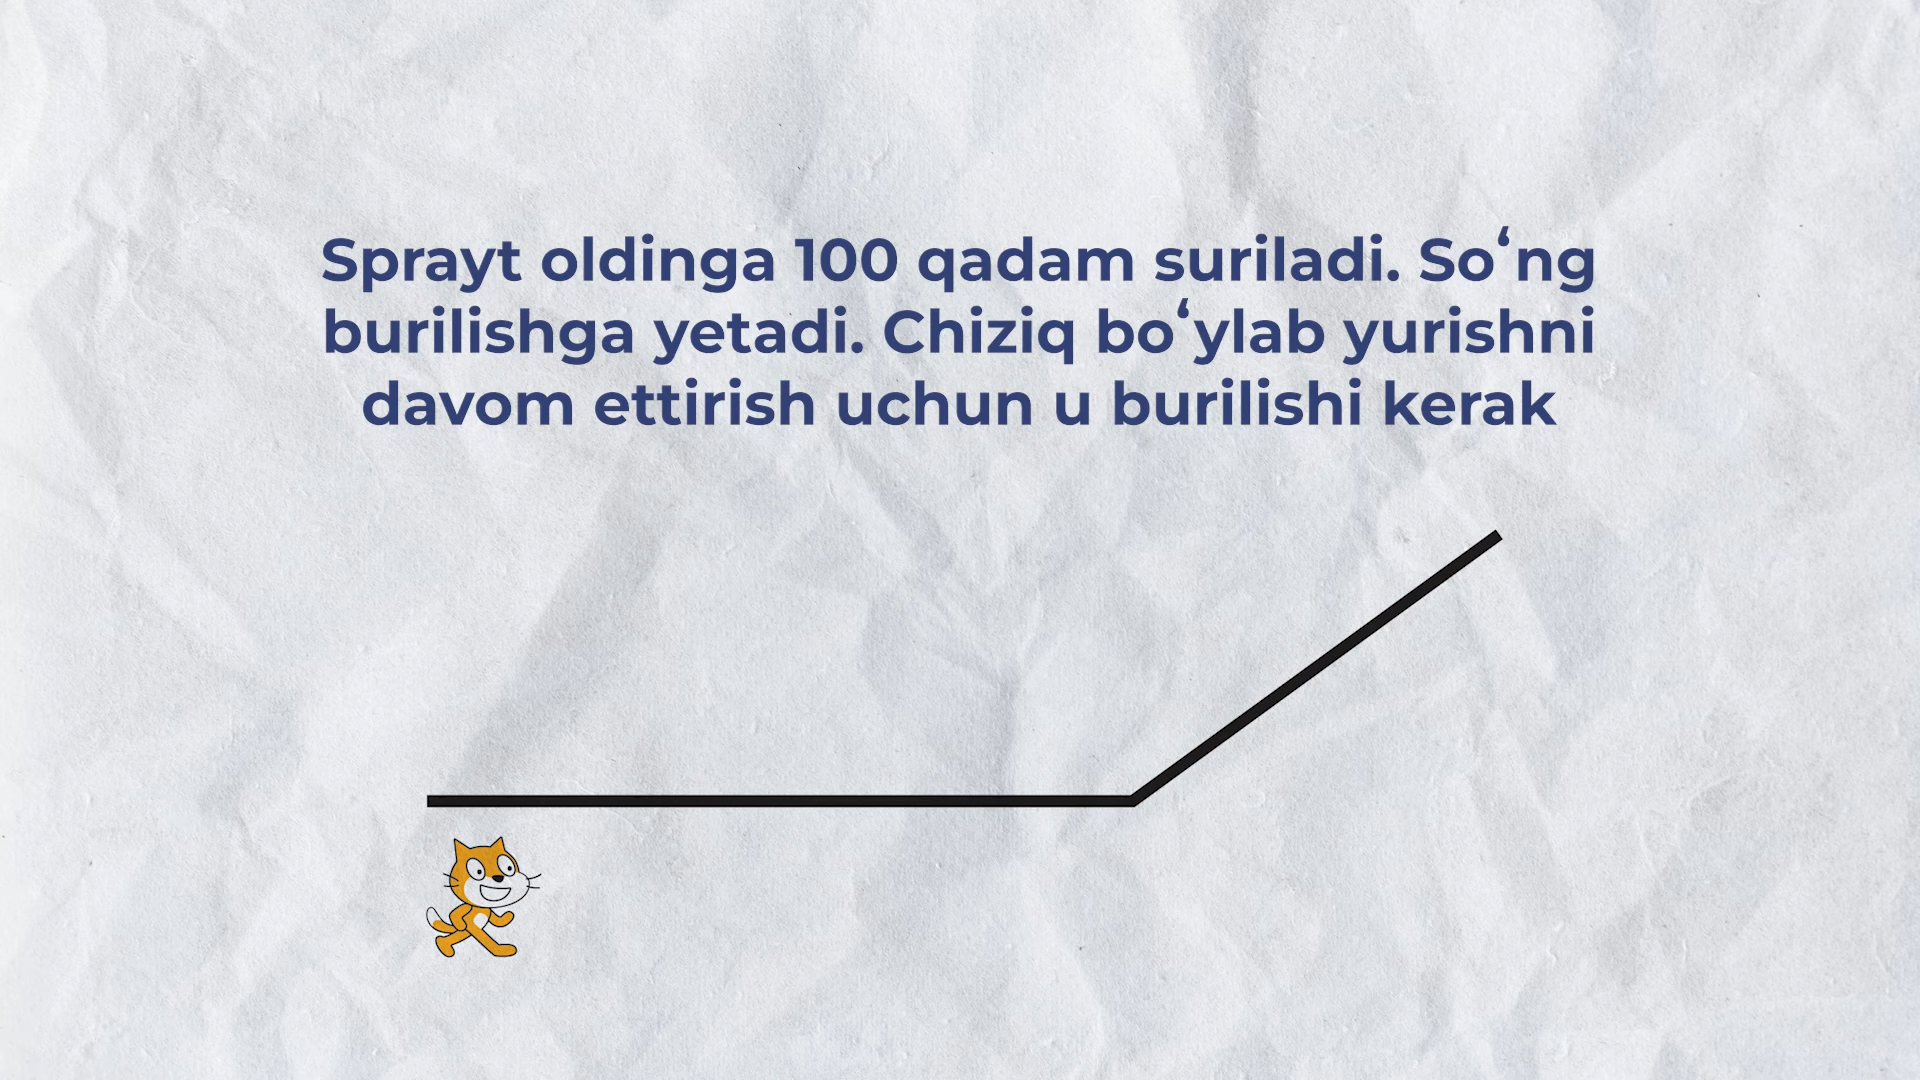 Sprayt oldinga 100 qadam suriladi. Soʻng
burilishga yetadi. Chiziq boʻylab yurishni
davom ettirish uchun u burilishi kerak